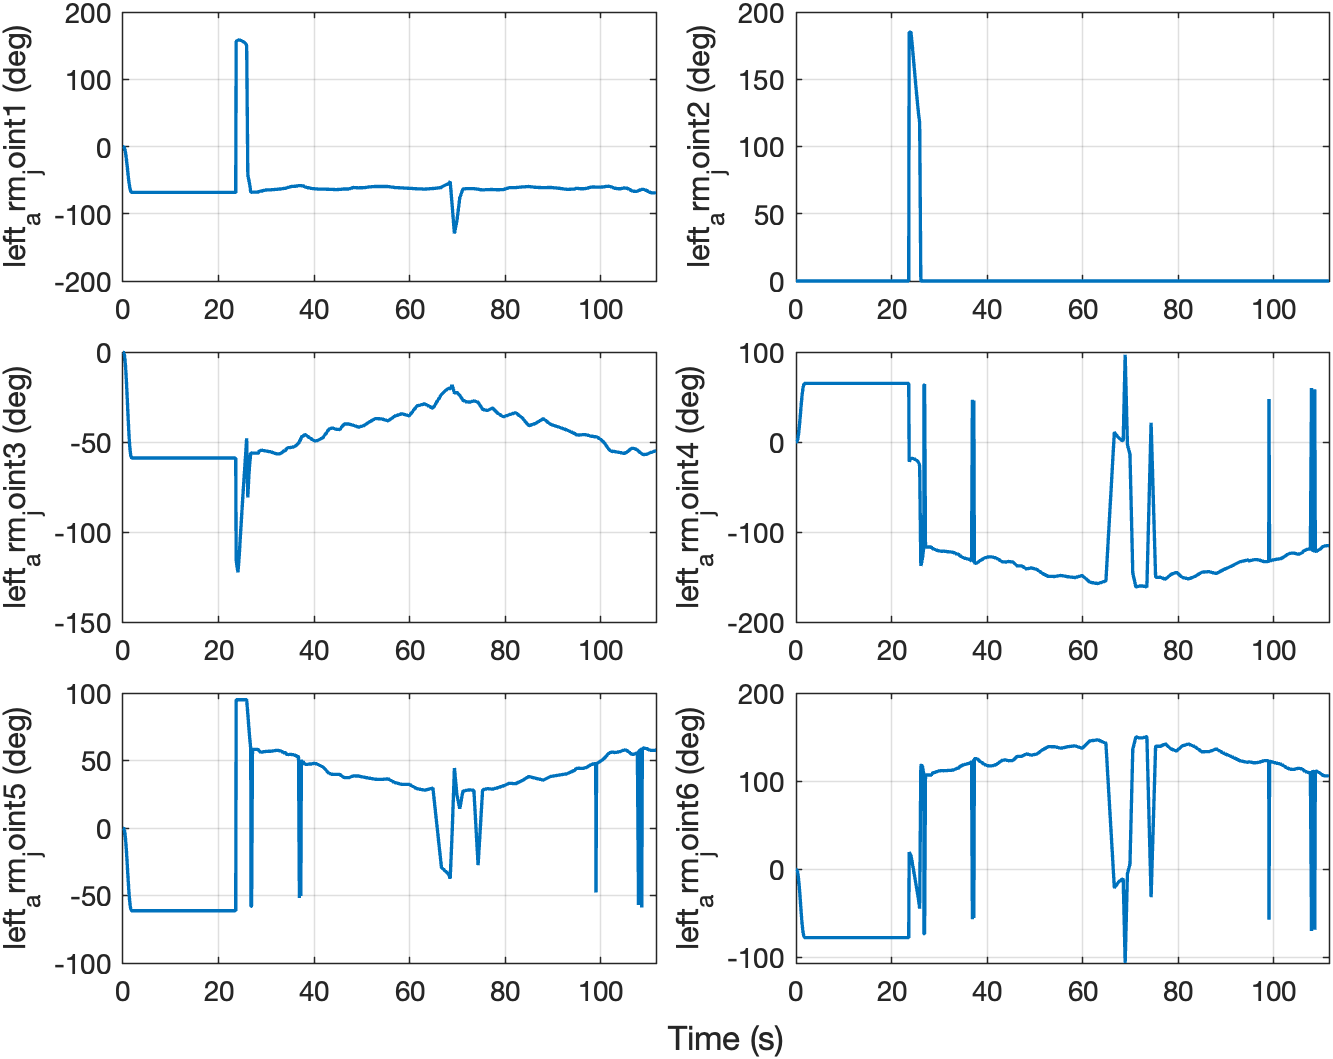 200
100
0
-100
-200
left_arm_joint1 (deg)
0 20 40 60 80 100
200
150
100
50
0
left_arm_joint2 (deg)
0 20 40 60 80 100
0
-50
-100
-150
left_arm_joint3 (deg)
0 20 40 60 80 100
100
0
-100
-200
left_arm_joint4 (deg)
0 20 40 60 80 100
100
50
0
-50
-100
left_arm_joint5 (deg)
0 20 40 60 80 100
200
100
0
-100
left_arm_joint6 (deg)
0 20 40 60 80 100
Time (s)